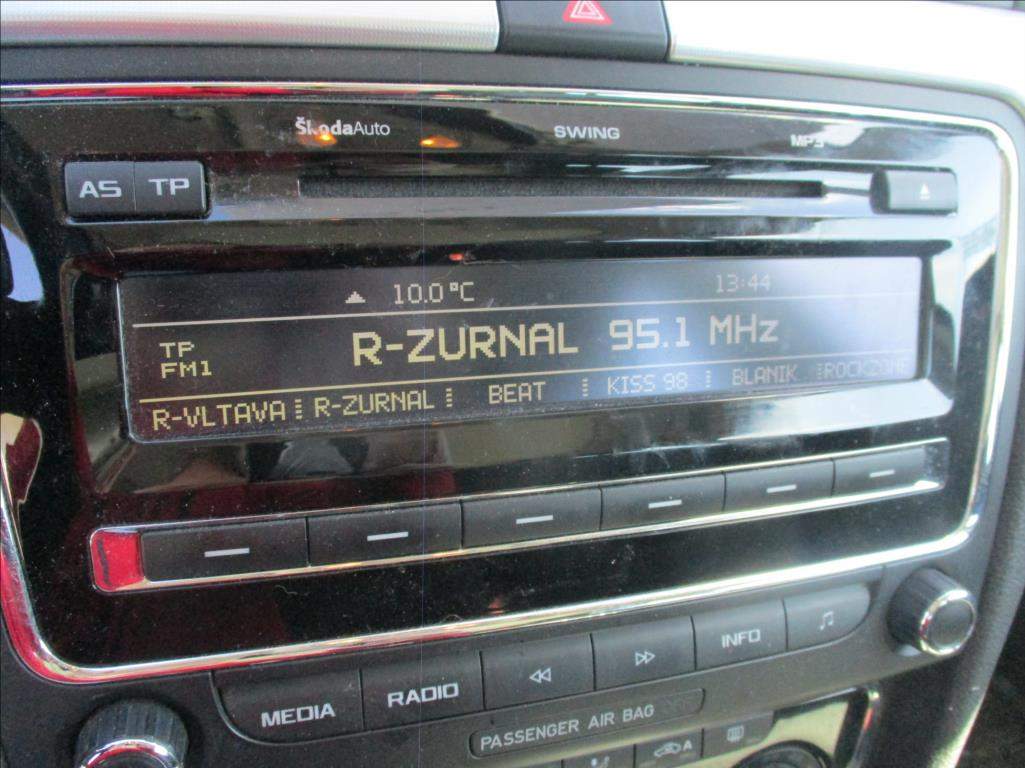 ŠkodaAuto SWING MP3
AS TP
10.0°C 13:44
TP
FM1
R-ZURNAL 95.1 MHz
R-VLTAVA R-ZURNAL BEAT KISS 98 BLANIK ROCKZONE
MEDIA RADIO INFO
PASSENGER AIR BAG
A